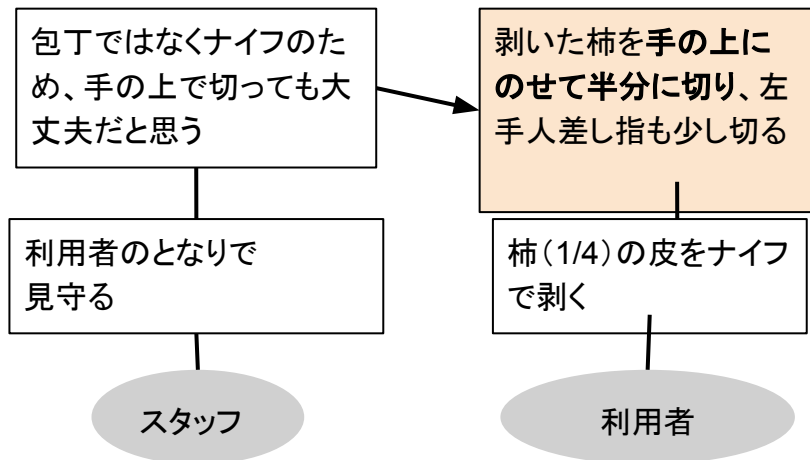 包丁ではなくナイフのた
め、手の上で切っても大
丈夫だと思う
剥いた柿を手の上に
のせて半分に切り、左
手人差し指も少し切る
利用者のとなりで
見守る
柿（1/4）の皮をナイフ
で剥く
スタッフ
利用者